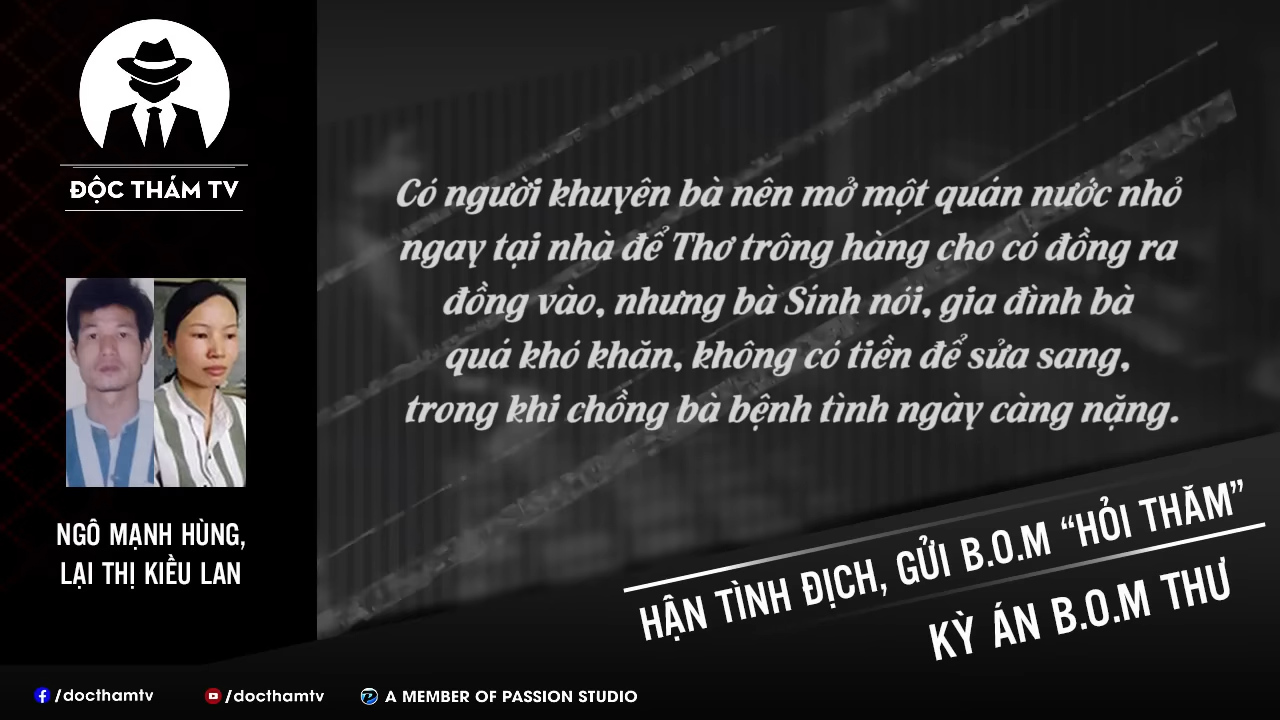 ĐỘC THÁM TV
NGÔ MẠNH HÙNG,
LẠI THỊ KIỀU LAN
Có người khuyên bà nên mở một quán nước nhỏ
ngay tại nhà để Thơ trông hàng cho có đồng ra
đồng vào, nhưng bà Sính nói, gia đình bà
quá khó khăn, không có tiền để sửa sang,
trong khi chồng bà bệnh tình ngày càng nặng.
HẬN TÌNH ĐỊCH, GỬI B.O.M “HỎI THĂM”
KỲ ÁN B.O.M THƯ
/docthamtv
/docthamtv
A MEMBER OF PASSION STUDIO